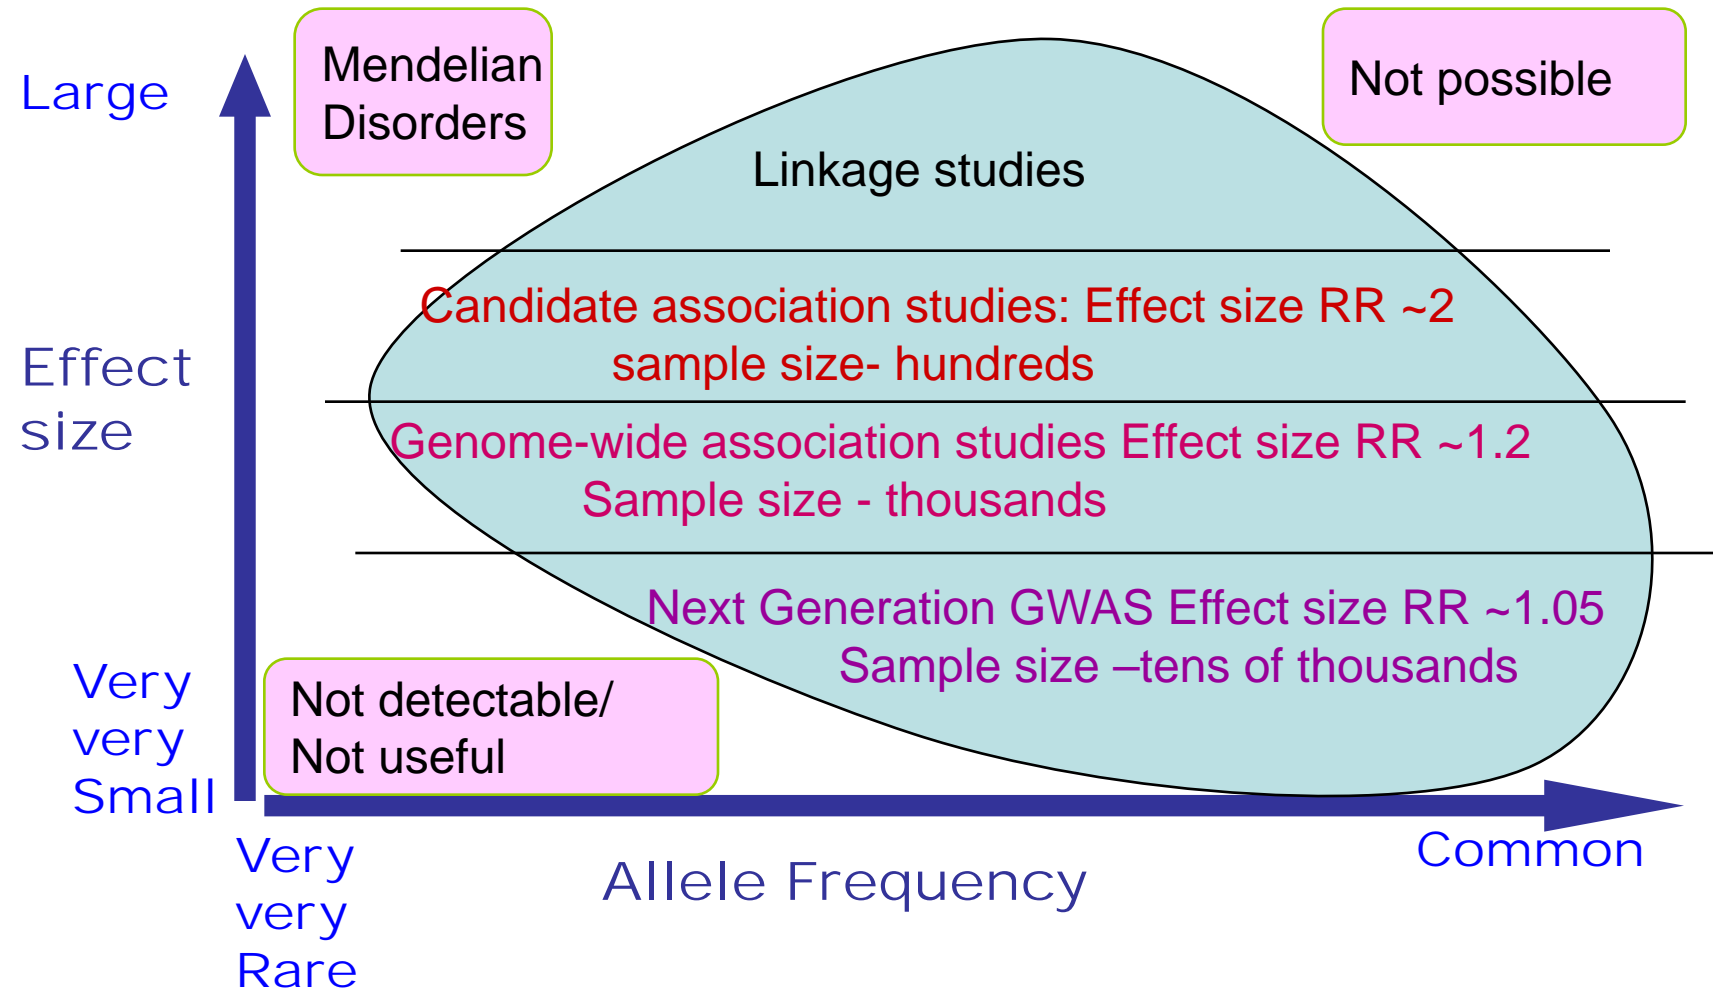 Large
Mendelian
Disorders
Not possible
Linkage studies
Candidate association studies: Effect size RR ~2
sample size- hundreds
Effect
size
Genome-wide association studies Effect size RR ~1.2
Sample size - thousands
Next Generation GWAS Effect size RR ~1.05
Sample size –tens of thousands
Very
very
Small
Not detectable/
Not useful
Very
very
Rare
Allele Frequency
Common